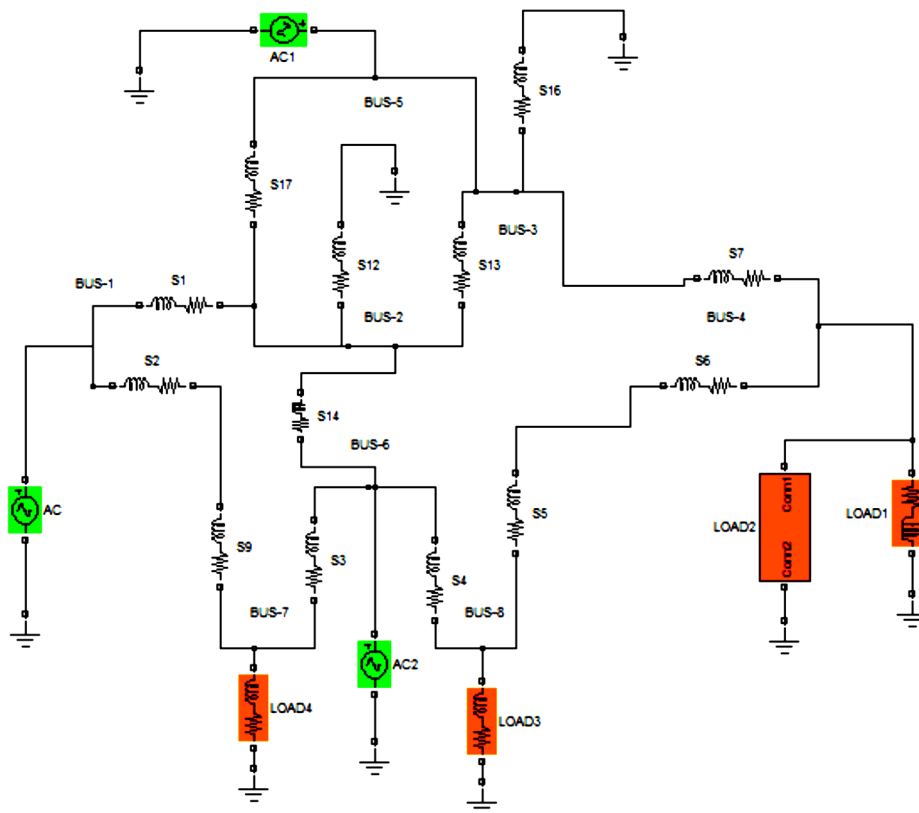 AC1
S16
BUS-5
S17
BUS-3
S12
S13
S7
BUS-1
S1
BUS-2
BUS-4
S2
S6
S14
BUS-6
AC
S5
Conn1
LOAD2
LOAD1
S9
S3
Conn2
S4
BUS-7
BUS-8
AC2
LOAD4
LOAD3